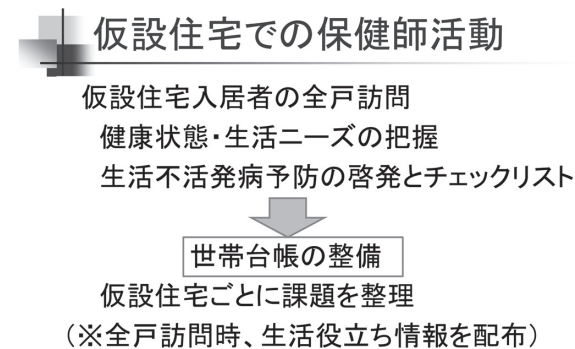 仮設住宅での保健師活動
仮設住宅入居者の全戸訪問
健康状態・生活ニーズの把握
生活不活発病予防の啓発とチェックリスト
世帯台帳の整備
仮設住宅ごとに課題を整理
（※全戸訪問時、生活役立ち情報を配布）